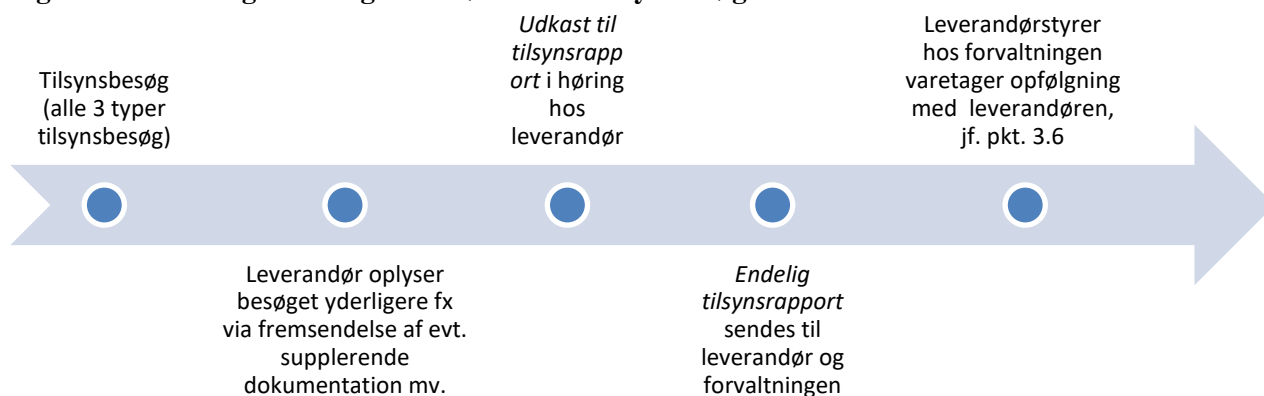 Tilsynsbesøg
(alle 3 typer
tilsynsbesøg)
Leverandør oplyser
besøget yderligere fx
via fremsendelse af evt.
supplerende
dokumentation mv.
Udkast til
tilsynsrapp
ort i høring
hos
leverandør
Endelig
tilsynsrapport
sendes til
leverandør og
forvaltningen
Leverandørstyrer
hos forvaltningen
varetager opfølgning
med leverandøren,
jf. pkt. 3.6